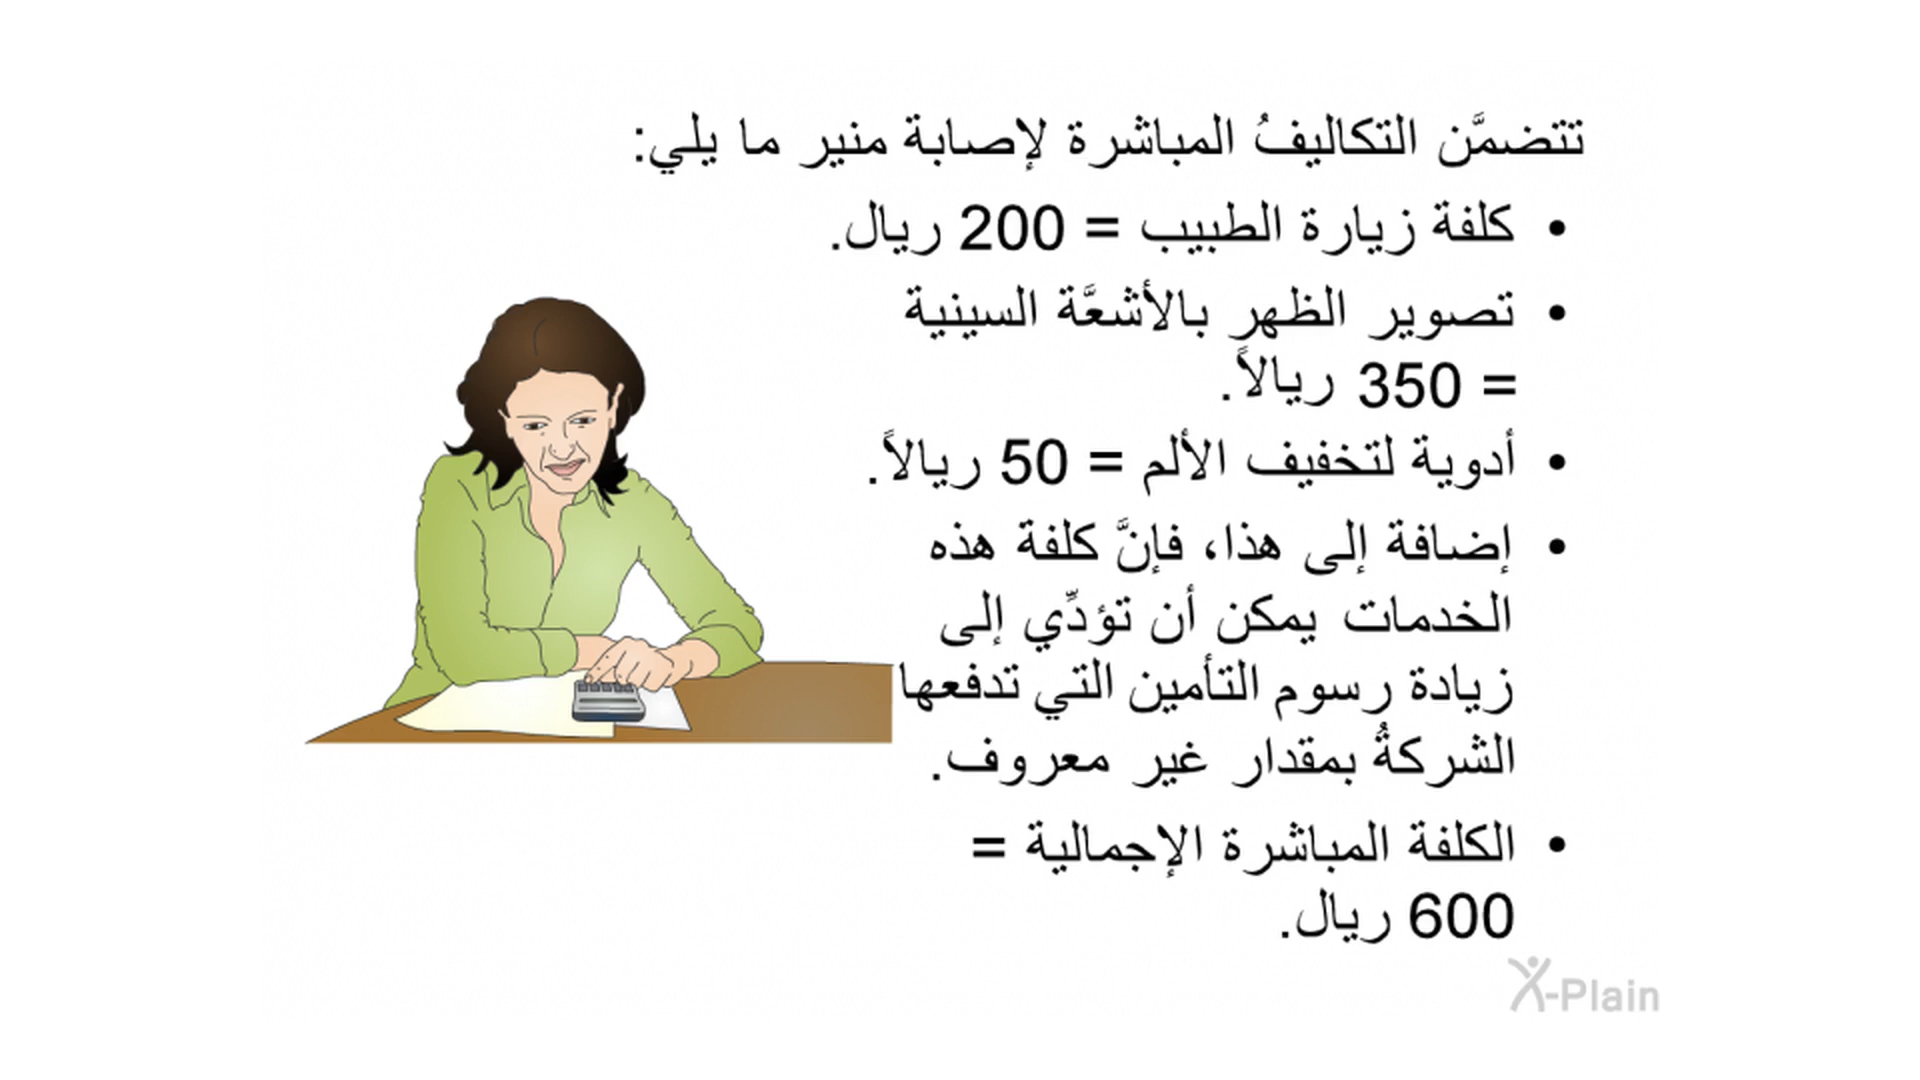 تتضمَّن التكاليفُ المباشرة لإصابة منير ما يلي:
• كلفة زيارة الطبيب = 200 ريال.
• تصوير الظهر بالأشعَّة السينية
= 350 ريالاً.
• أدوية لتخفيف الألم = 50 ريالاً.
• إضافة إلى هذا، فإنَّ كلفة هذه
الخدمات يمكن أن تؤدِّي إلى
زيادة رسوم التأمين التي تدفعها
الشركةُ بمقدار غير معروف.
• الكلفة المباشرة الإجمالية =
600 ريال.
X-Plain